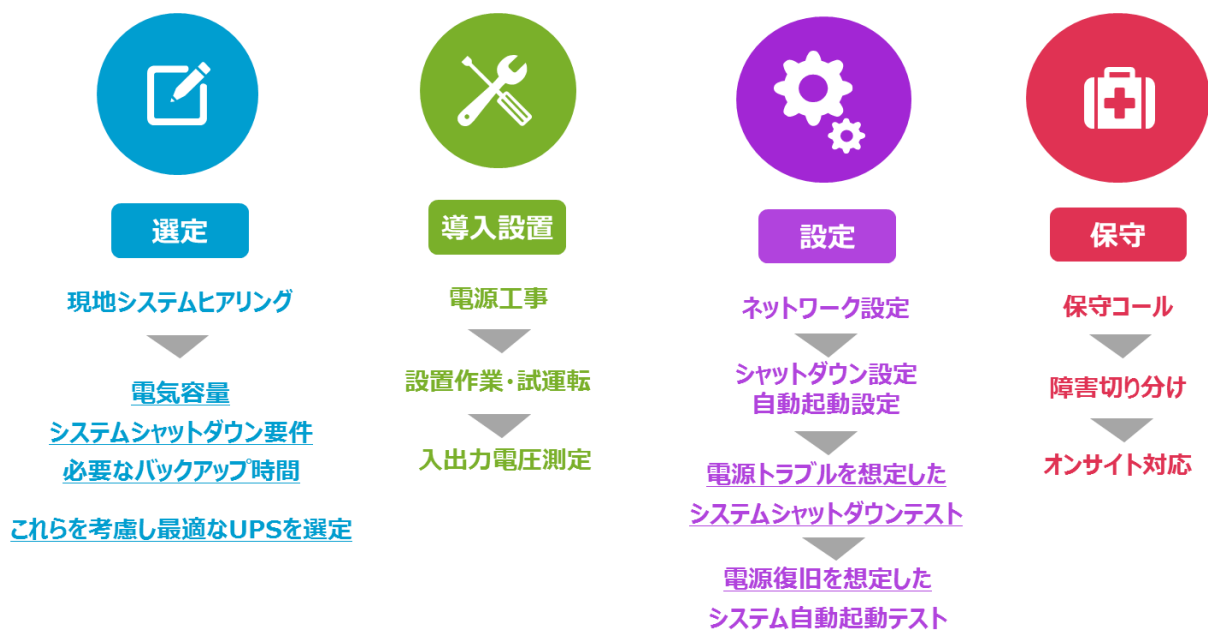 選定
現地システムヒアリング
電気容量
システムシャットダウン要件
必要なバックアップ時間
これらを考慮し最適なUPSを選定
導入設置
電源工事
設置作業・試運転
入出力電圧測定
設定
ネットワーク設定
シャットダウン設定
自動起動設定
電源トラブルを想定した
システムシャットダウンテスト
電源復旧を想定した
システム自動起動テスト
保守
保守コール
障害切り分け
オンサイト対応